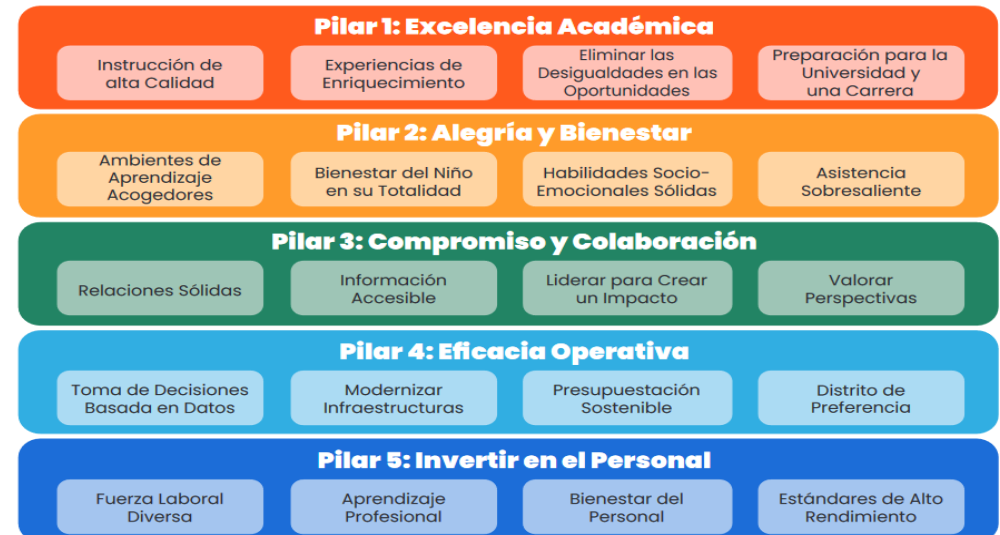 Pilar 1: Excelencia Académica
Instrucción de
alta Calidad
Experiencias de
Enriquecimiento
Eliminar las
Desigualdades en las
Oportunidades
Preparación para la
Universidad y
una Carrera
Pilar 2: Alegría y Bienestar
Ambientes de
Aprendizaje
Acogedores
Bienestar del Niño
en su Totalidad
Habilidades Socio-
Emocionales Sólidas
Asistencia
Sobresaliente
Pilar 3: Compromiso y Colaboración
Relaciones Sólidas
Información
Accesible
Liderar para Crear
un Impacto
Valorar
Perspectivas
Pilar 4: Eficacia Operativa
Toma de Decisiones
Basada en Datos
Modernizar
Infraestructuras
Presupuestación
Sostenible
Distrito de
Preferencia
Pilar 5: Invertir en el Personal
Fuerza Laboral
Diversa
Aprendizaje
Profesional
Bienestar del
Personal
Estándares de Alto
Rendimiento